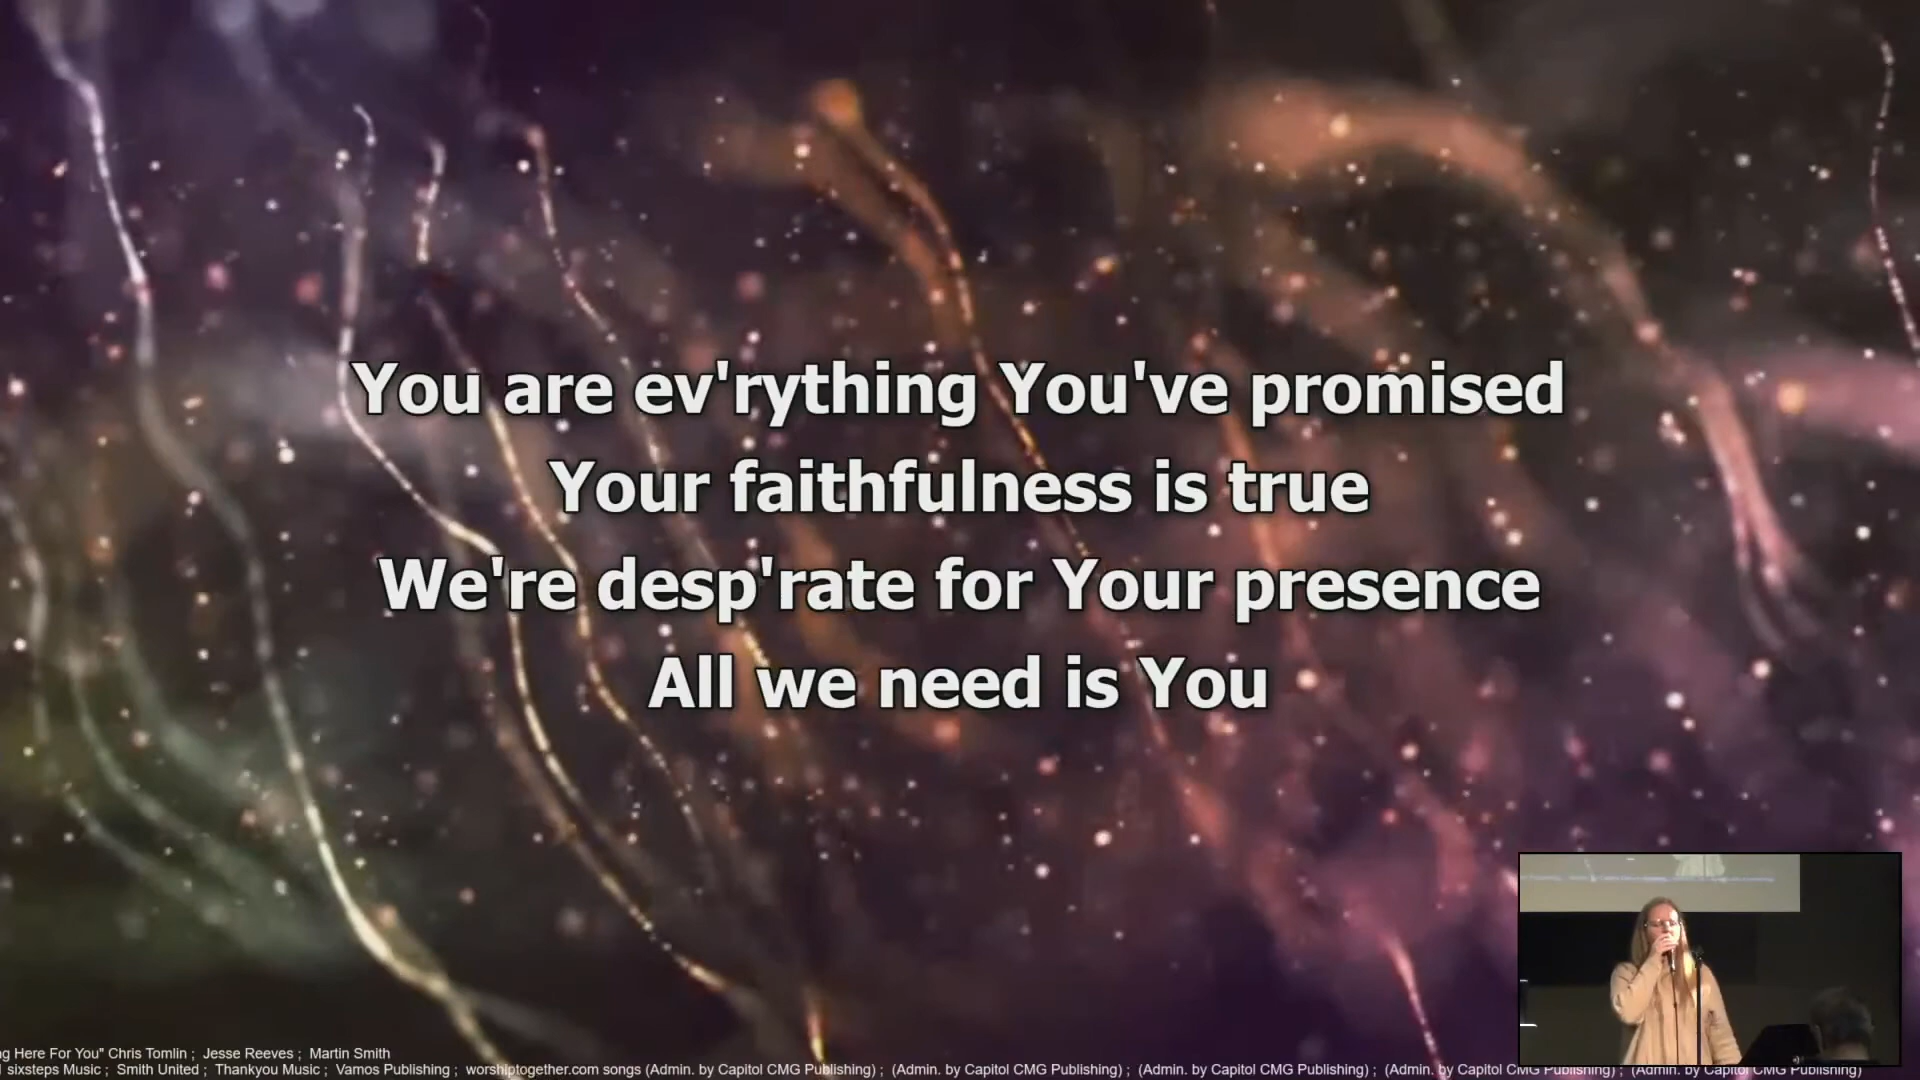 You are ev'rything You've promised
Your faithfulness is true
We're desp'rate for Your presence
All we need is You
Here For You" Chris Tomlin ; Jesse Reeves ; Martin Smith
sixsteps Music ; Smith United ; Thankyou Music ; Vamos Publishing ; worshiptogether.com songs (Admin. by Capitol CMG Publishing) ; (Admin. by Capitol CMG Publishing) ; (Admin. by Capitol CMG Publishing) ; (Admin. by Capitol CMG Publishing) ; (Admin. by Capitol CMG Publishing)